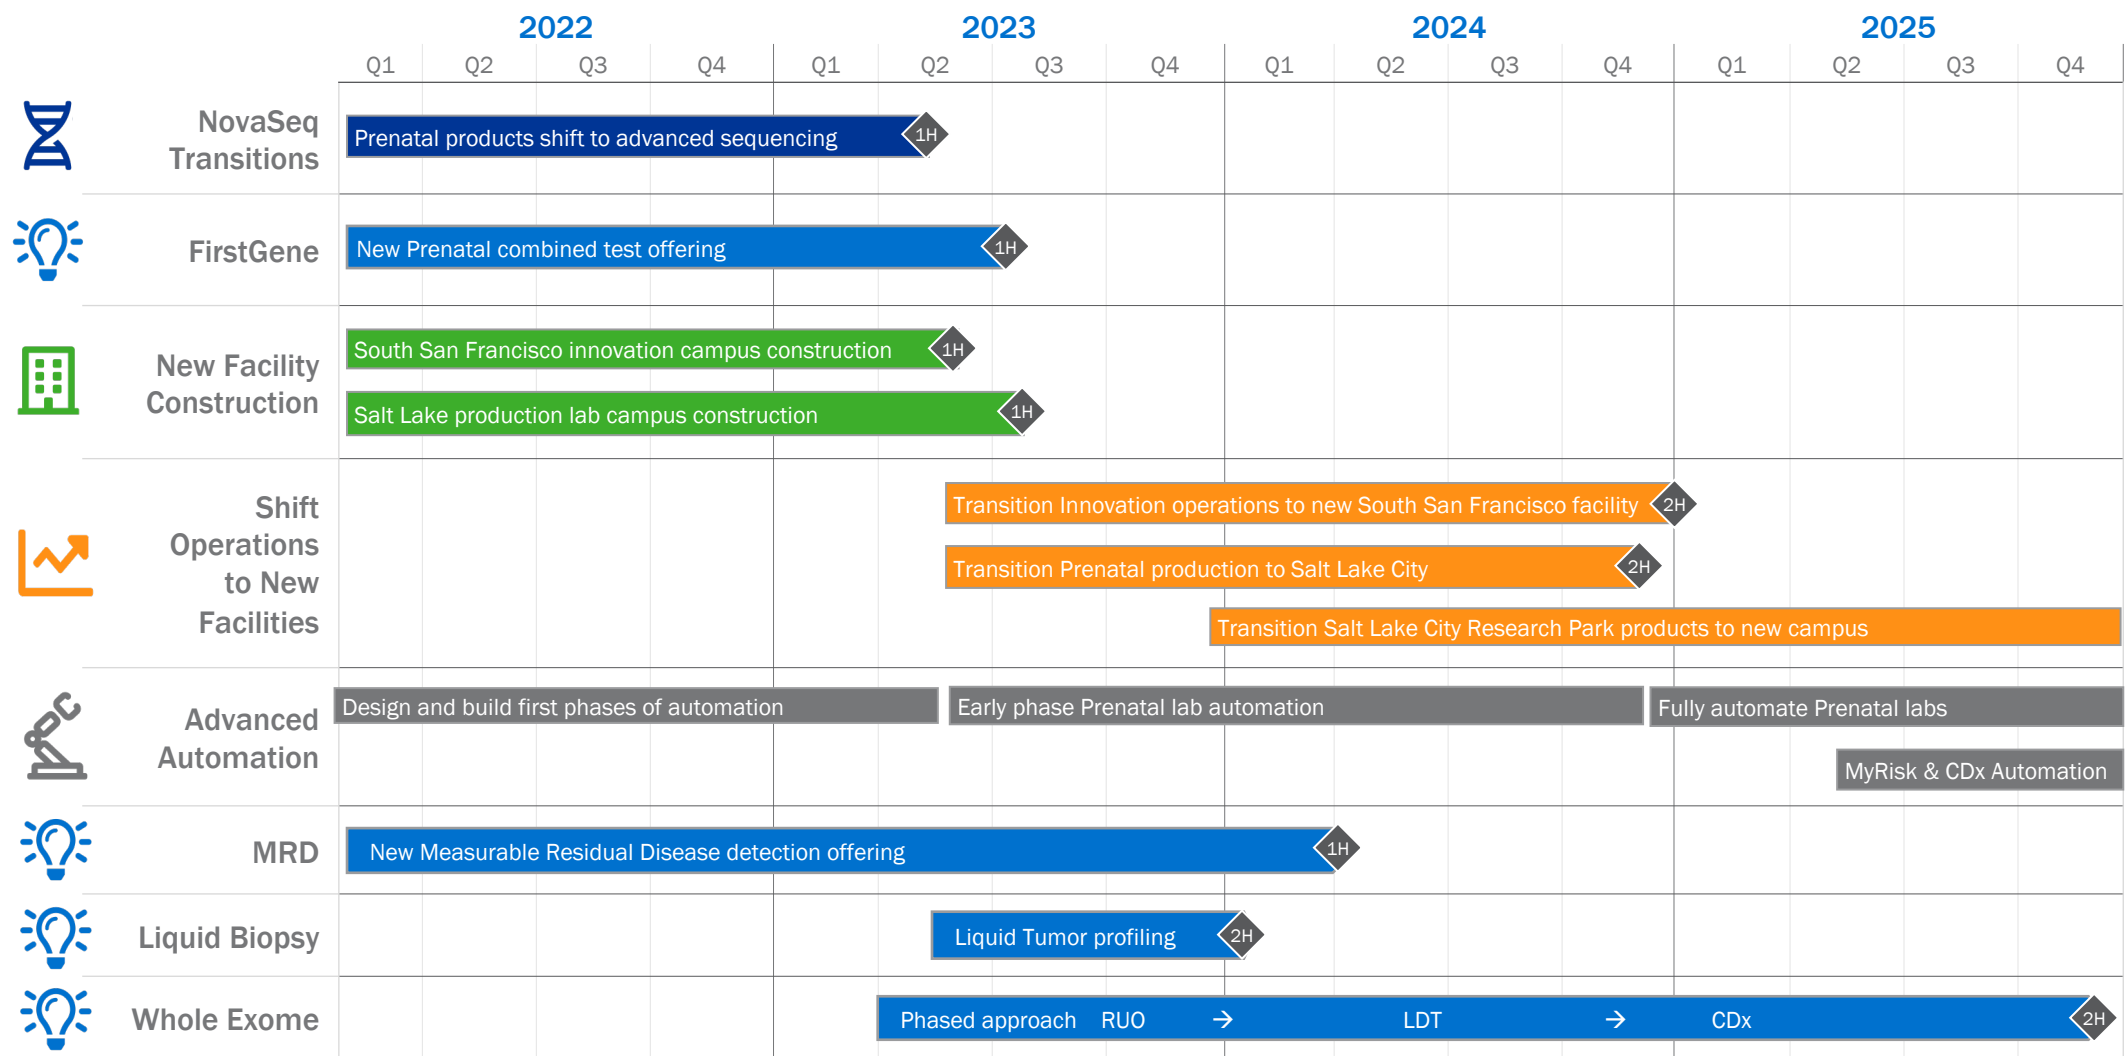 2022 2023 2024 2025
Q1 Q2 Q3 Q4 Q1 Q2 Q3 Q4 Q1 Q2 Q3 Q4 Q1 Q2 Q3 Q4
NovaSeq
Transitions
Prenatal products shift to advanced sequencing 1H
FirstGene
New Prenatal combined test offering 1H
New Facility
Construction
South San Francisco innovation campus construction 1H
Salt Lake production lab campus construction 1H
Shift
Operations
to New
Facilities
Transition Innovation operations to new South San Francisco facility 2H
Transition Prenatal production to Salt Lake City 2H
Transition Salt Lake City Research Park products to new campus
Advanced
Automation
Design and build first phases of automation Early phase Prenatal lab automation Fully automate Prenatal labs
MyRisk & CDx Automation
MRD
New Measurable Residual Disease detection offering 1H
Liquid Biopsy
Liquid Tumor profiling 2H
Whole Exome
Phased approach RUO → LDT → CDx 2H